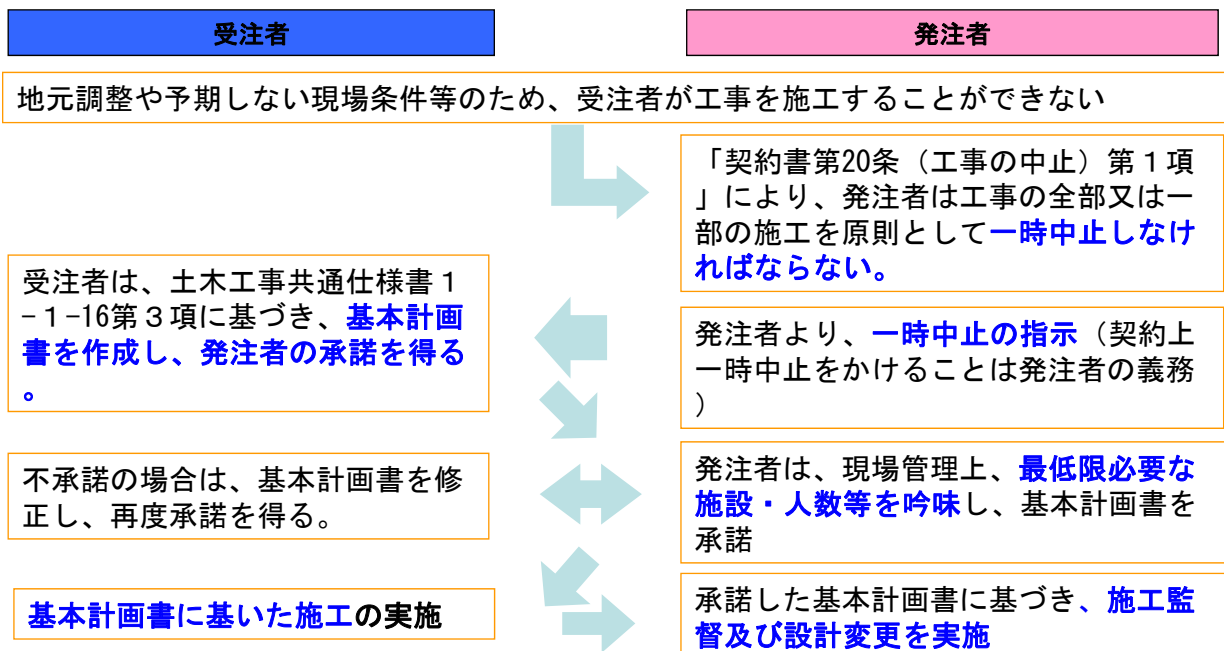 受注者
発注者
地元調整や予期しない現場条件等のため、受注者が工事を施工することができない
「契約書第20条（工事の中止）第１項
」により、発注者は工事の全部又は一
部の施工を原則として一時中止しなけ
ればならない。
受注者は、土木工事共通仕様書１
-１-16第３項に基づき、基本計画
書を作成し、発注者の承諾を得る
。
発注者より、一時中止の指示（契約上
一時中止をかけることは発注者の義務
）
不承諾の場合は、基本計画書を修
正し、再度承諾を得る。
発注者は、現場管理上、最低限必要な
施設・人数等を吟味し、基本計画書を
承諾
基本計画書に基いた施工の実施
承諾した基本計画書に基づき、施工監
督及び設計変更を実施